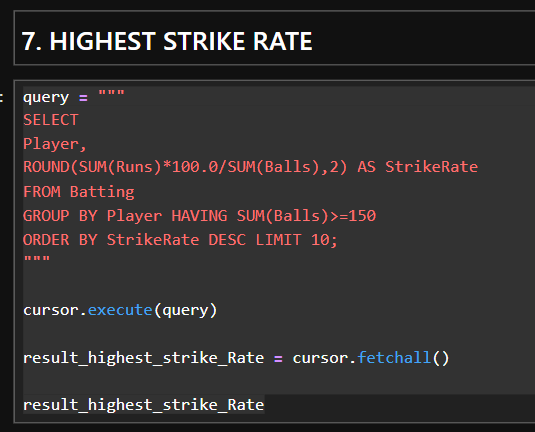 7. HIGHEST STRIKE RATE
: query = """
SELECT
Player,
ROUND(SUM(Runs)*100.0/SUM(Balls),2) AS StrikeRate
FROM Batting
GROUP BY Player HAVING SUM(Balls)>=150
ORDER BY StrikeRate DESC LIMIT 10;
"""
cursor.execute(query)
result_highest_strike_Rate = cursor.fetchall()
result_highest_strike_Rate